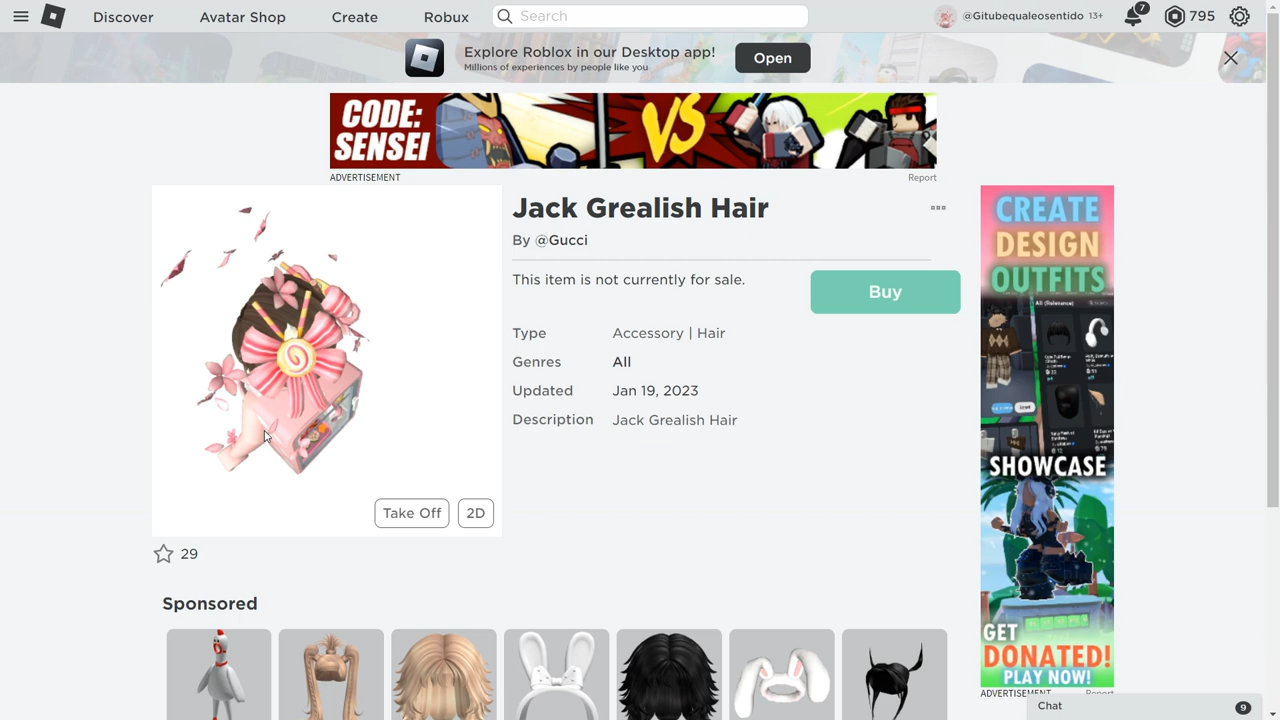 Discover
Avatar Shop
Create
Robux
Search
@Gitubequaleosentido 13+
7
795
Explore Roblox in our Desktop app!
Millions of experiences by people like you
Open
CODE:
SENSEI
VS
ADVERTISEMENT
Report
Jack Grealish Hair
By @Gucci
This item is not currently for sale.
Buy
Type
Accessory | Hair
Genres
All
Updated
Jan 19, 2023
Description
Jack Grealish Hair
Take Off
2D
29
CREATE
DESIGN
OUTFITS
SHOWCASE
GET
DONATED!
PLAY NOW!
ADVERTISEMENT
Report
Sponsored
Chat
9